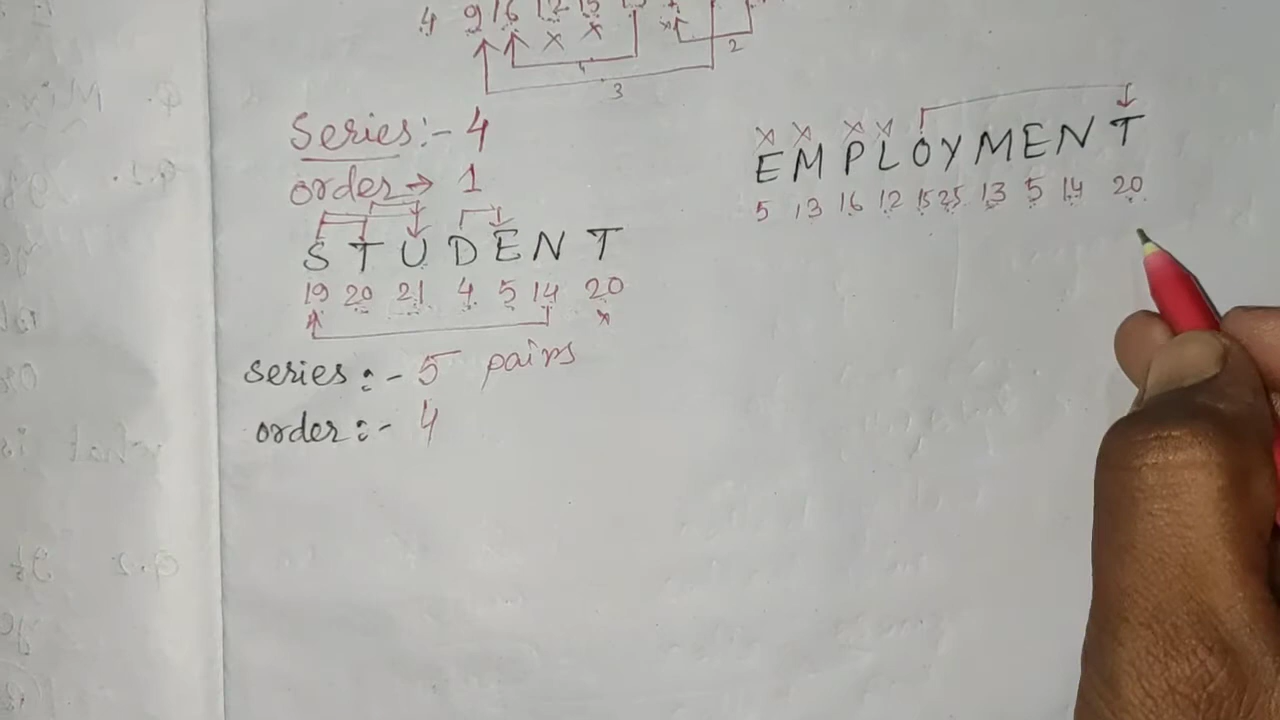 4 9 16 12 15
3
2
Series:- 4
order → 1
S T U D E N T
19 20 21 4 5 14 20
series:- 5 pairs
order:- 4
x x x x
E M P L O Y M E N T
5 13 16 12 15 25 13 5 14 20